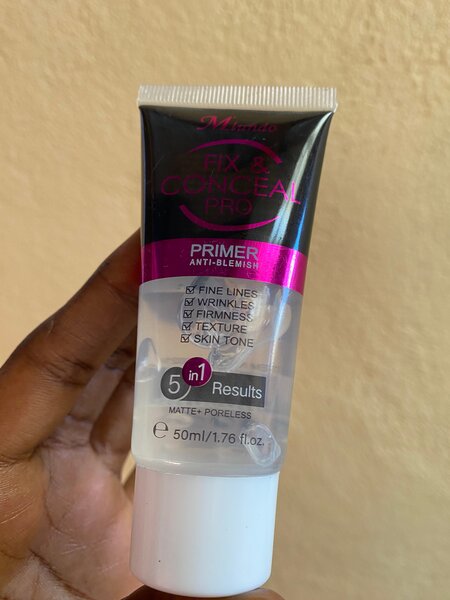 Miando
FIX &
CONCEAL
PRO
PRIMER
ANTI-BLEMISH
☑ FINE LINES
☑ WRINKLES
☑ FIRMNESS
☑ TEXTURE
☑ SKIN TONE
5 in 1 Results
MATTE+ PORELESS
℮ 50ml/1.76 fl.oz.